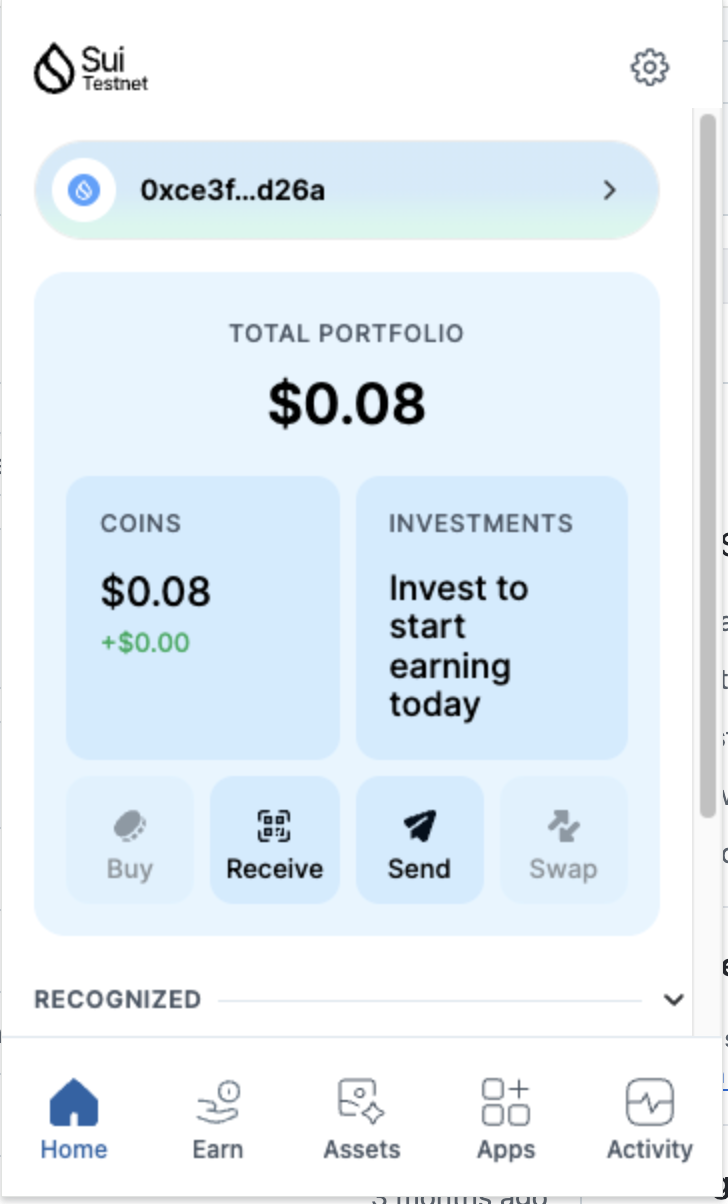 Sui
Testnet
0xce3f...d26a
TOTAL PORTFOLIO
$0.08
COINS
$0.08
+$0.00
INVESTMENTS
Invest to
start
earning
today
Buy
Receive
Send
Swap
RECOGNIZED
Home
Earn
Assets
Apps
Activity
3 months ago